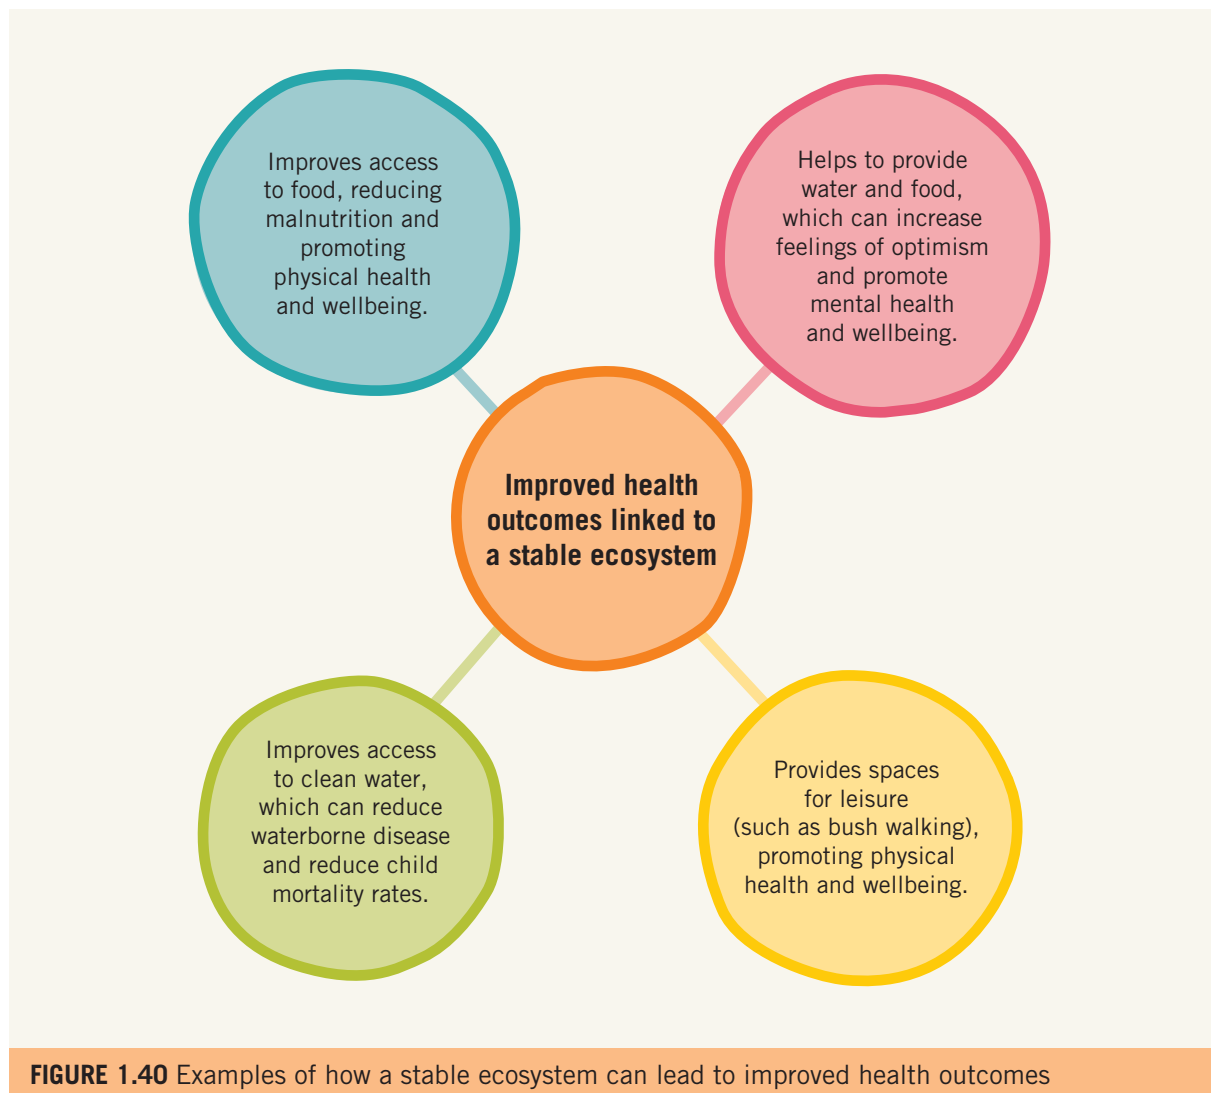 Improves access
to food, reducing
malnutrition and
promoting
physical health
and wellbeing.
Helps to provide
water and food,
which can increase
feelings of optimism
and promote
mental health
and wellbeing.
Improved health
outcomes linked to
a stable ecosystem
Improves access
to clean water,
which can reduce
waterborne disease
and reduce child
mortality rates.
Provides spaces
for leisure
(such as bush walking),
promoting physical
health and wellbeing.
FIGURE 1.40 Examples of how a stable ecosystem can lead to improved health outcomes